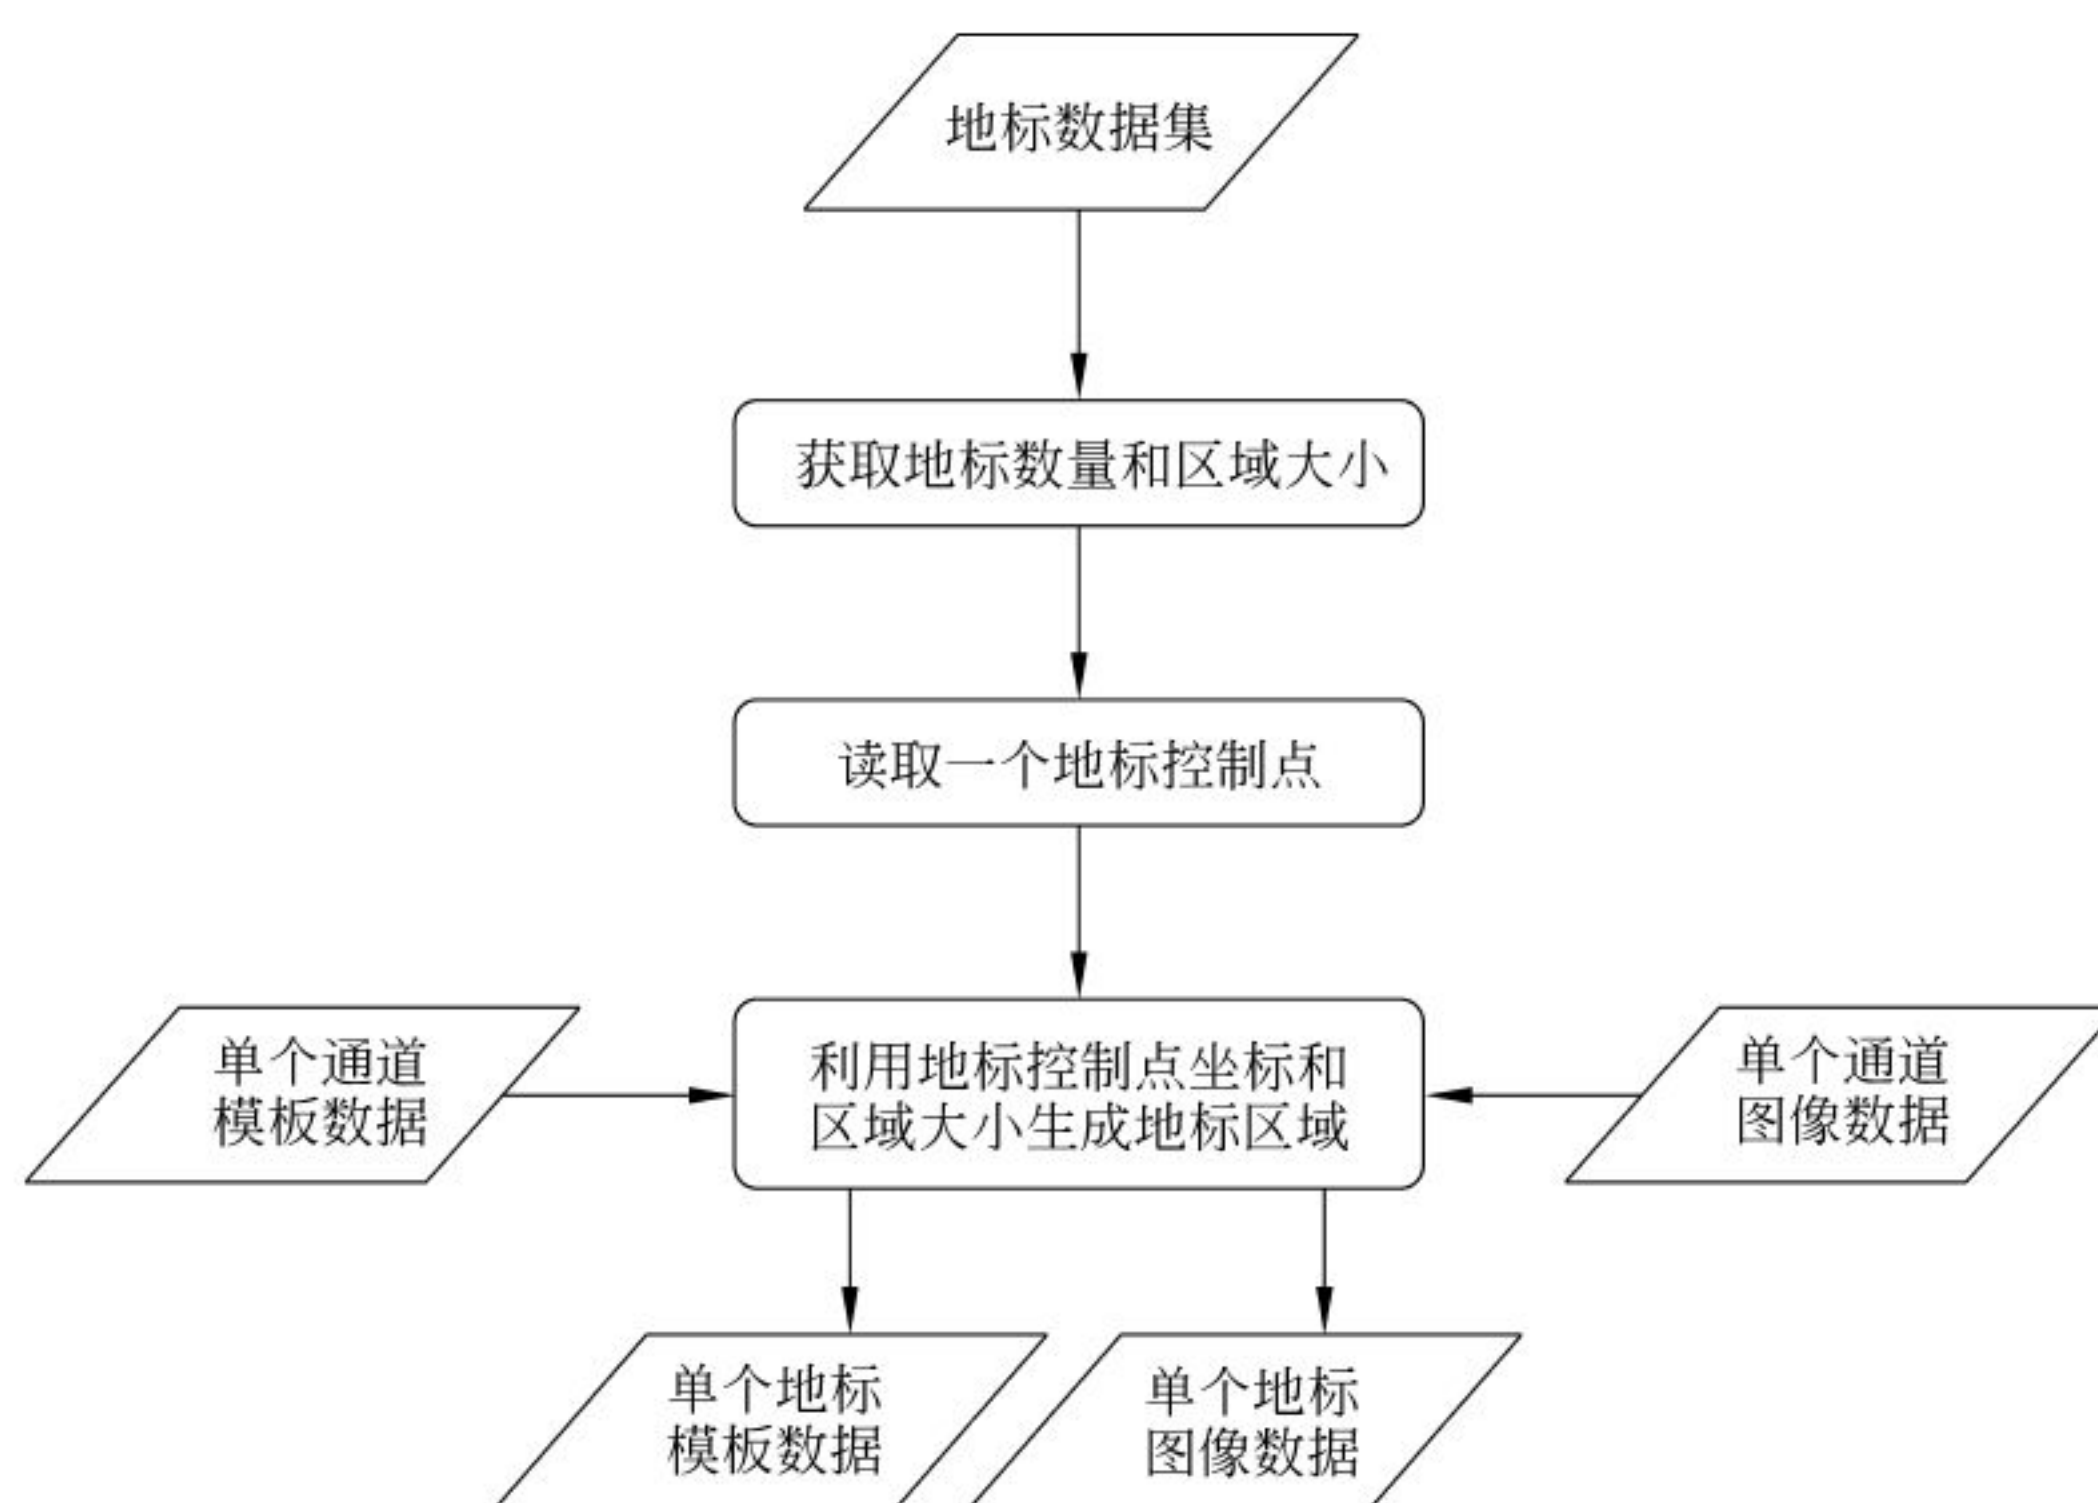 地标数据集
获取地标数量和区域大小
读取一个地标控制点
单个通道
模板数据
利用地标控制点坐标和
区域大小生成地标区域
单个通道
图像数据
单个地标
模板数据
单个地标
图像数据